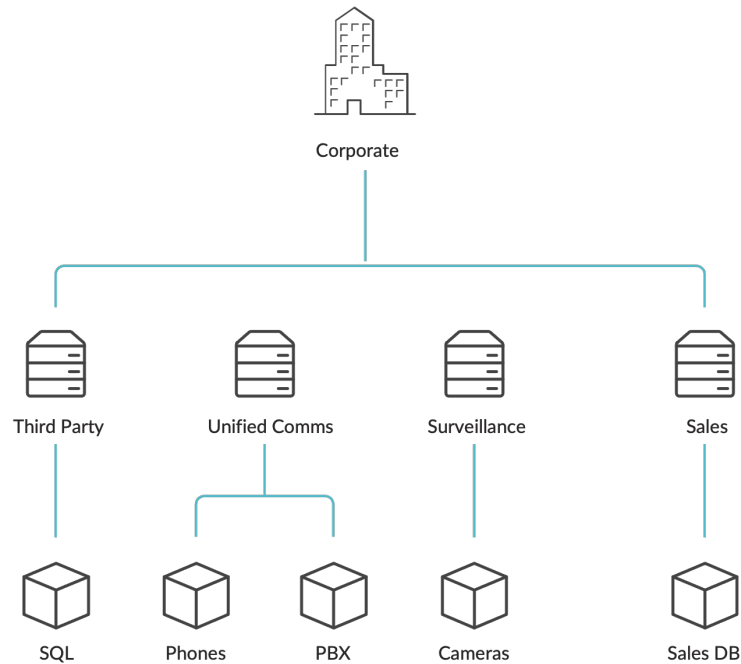 Corporate
Third Party
Unified Comms
Surveillance
Sales
SQL
Phones
PBX
Cameras
Sales DB